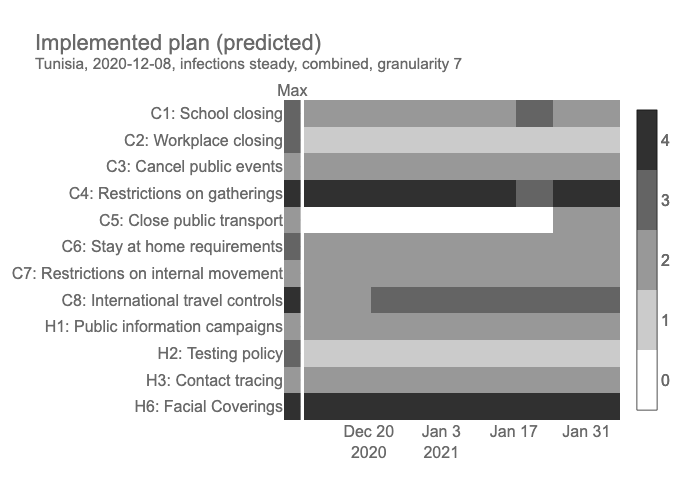 Implemented plan (predicted)
Tunisia, 2020-12-08, infections steady, combined, granularity 7
Max
C1: School closing
C2: Workplace closing
C3: Cancel public events
C4: Restrictions on gatherings
C5: Close public transport
C6: Stay at home requirements
C7: Restrictions on internal movement
C8: International travel controls
H1: Public information campaigns
H2: Testing policy
H3: Contact tracing
H6: Facial Coverings
4
3
2
1
0
Dec 20 Jan 3 Jan 17 Jan 31
2020 2021